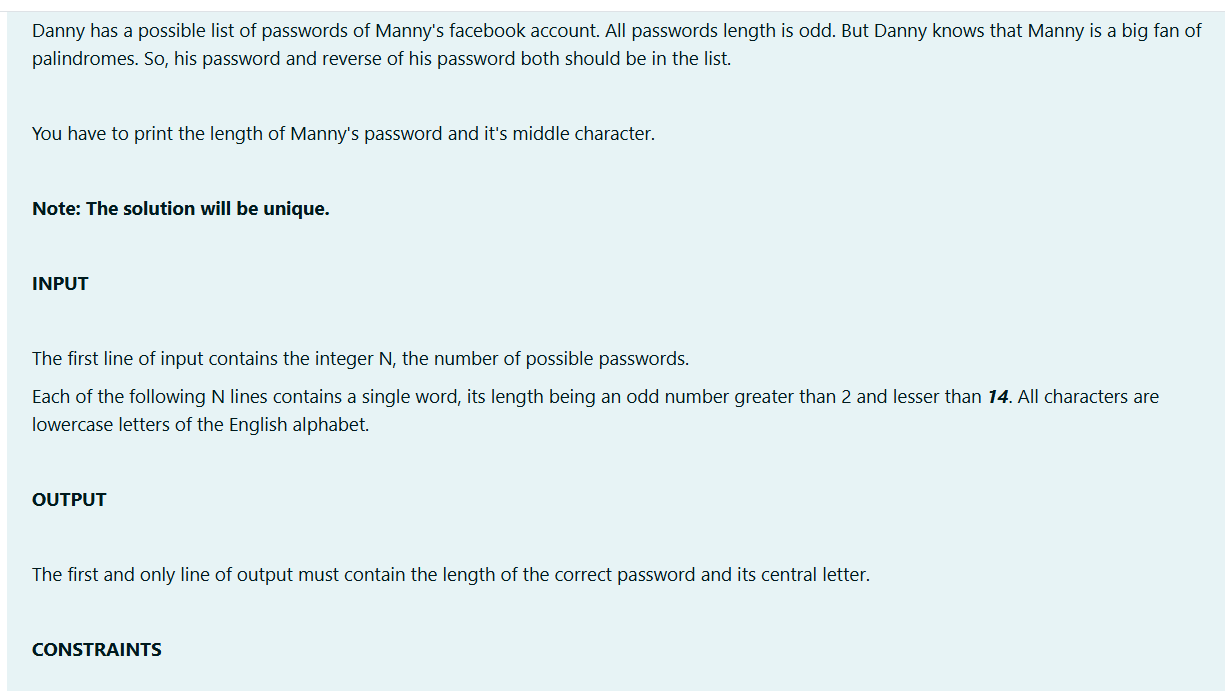 Danny has a possible list of passwords of Manny's facebook account. All passwords length is odd. But Danny knows that Manny is a big fan of
palindromes. So, his password and reverse of his password both should be in the list.
You have to print the length of Manny's password and it's middle character.
Note: The solution will be unique.
INPUT
The first line of input contains the integer N, the number of possible passwords.
Each of the following N lines contains a single word, its length being an odd number greater than 2 and lesser than 14. All characters are
lowercase letters of the English alphabet.
OUTPUT
The first and only line of output must contain the length of the correct password and its central letter.
CONSTRAINTS